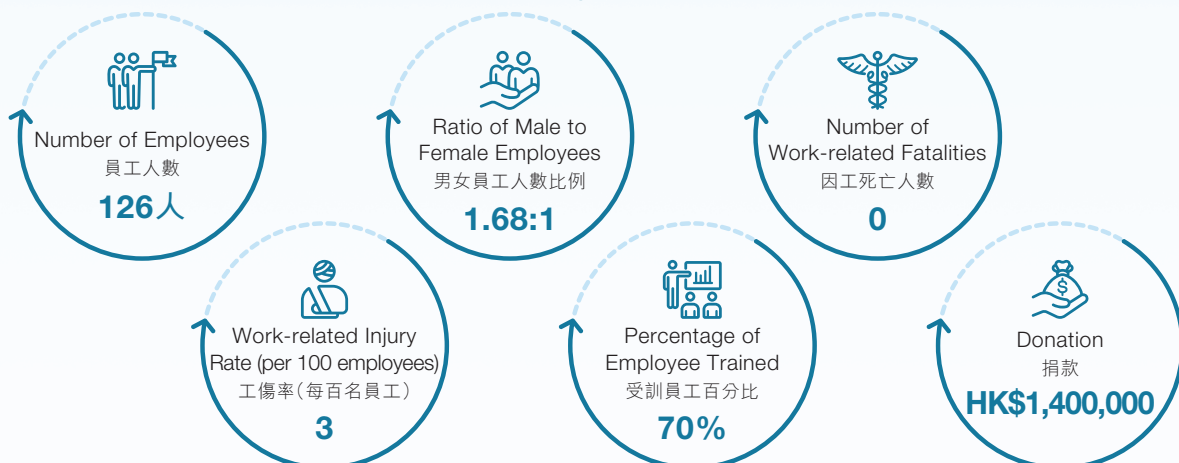 Number of Employees
員工人數
126人
Ratio of Male to
Female Employees
男女員工人數比例
1.68:1
Number of
Work-related Fatalities
因工死亡人數
0
Work-related Injury
Rate (per 100 employees)
工傷率(每百名員工)
3
Percentage of
Employee Trained
受訓員工百分比
70%
$
Donation
捐款
HK$1,400,000